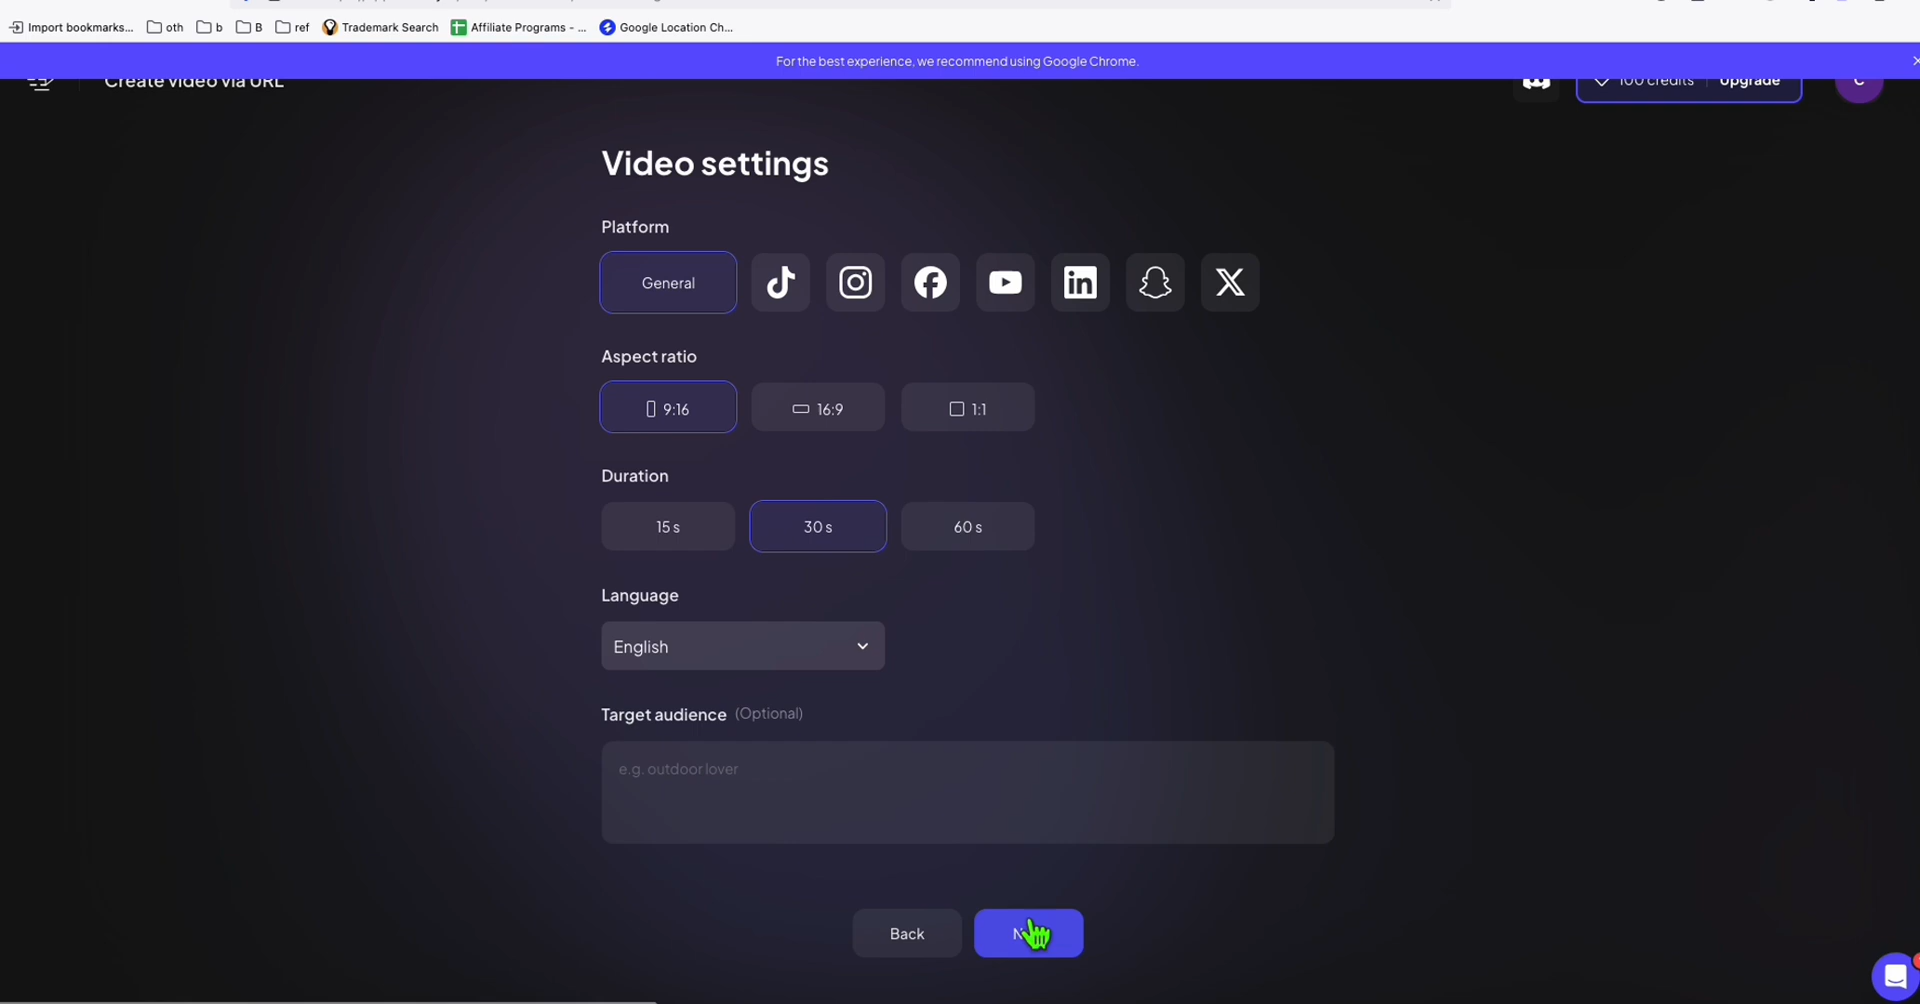 Import bookmarks... oth b B ref Trademark Search Affiliate Programs - ... Google Location Ch...
For the best experience, we recommend using Google Chrome.
Create video via URL 100 credits Upgrade C
Video settings
Platform
General
Aspect ratio
9:16 16:9 1:1
Duration
15 s 30 s 60 s
Language
English
Target audience (Optional)
e.g. outdoor lover
Back